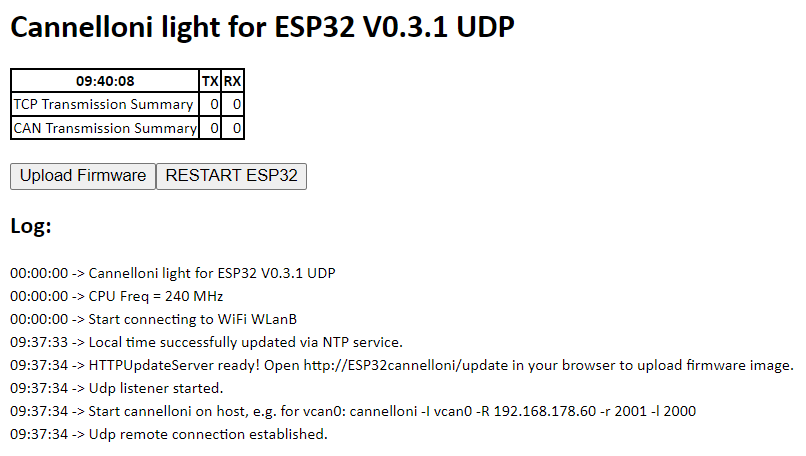 Cannelloni light for ESP32 V0.3.1 UDP
09:40:08 TX RX
TCP Transmission Summary 0 0
CAN Transmission Summary 0 0
Upload Firmware RESTART ESP32
Log:
00:00:00 -> Cannelloni light for ESP32 V0.3.1 UDP
00:00:00 -> CPU Freq = 240 MHz
00:00:00 -> Start connecting to WiFi WLanB
09:37:33 -> Local time successfully updated via NTP service.
09:37:34 -> HTTPUpdateServer ready! Open http://ESP32cannelloni/update in your browser to upload firmware image.
09:37:34 -> Udp listener started.
09:37:34 -> Start cannelloni on host, e.g. for vcan0: cannelloni -I vcan0 -R 192.168.178.60 -r 2001 -l 2000
09:37:34 -> Udp remote connection established.